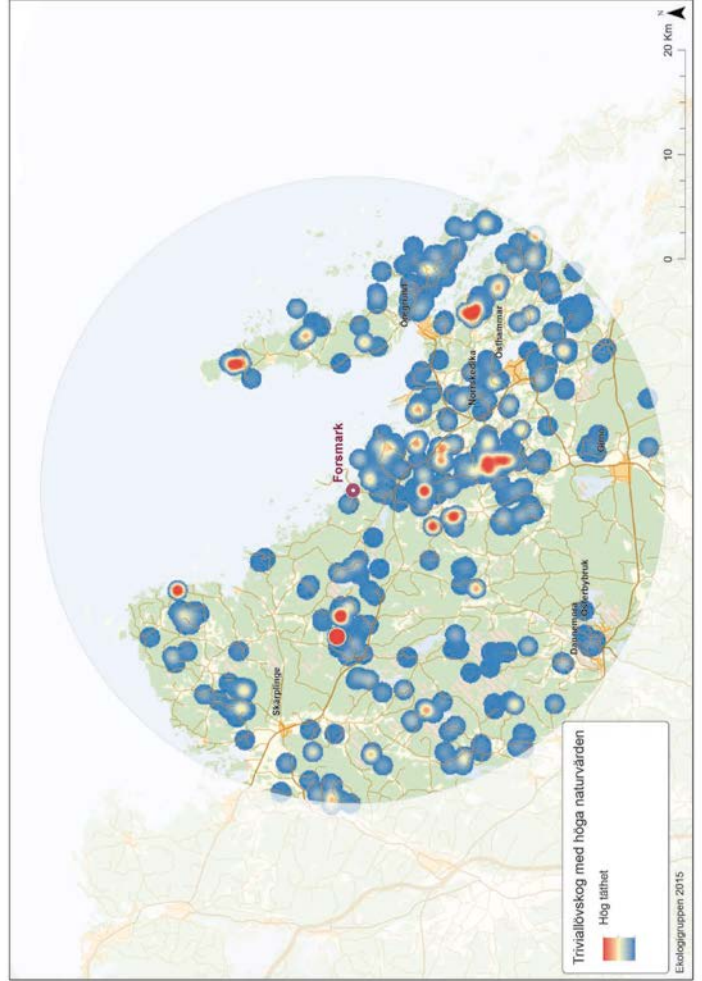 N
0 10 20 Km
Forsmark
Öregrund
Östhammar
Norrskedika
Gimo
Skärplinge
Dannemora
Österbybruk
Triviallövskog med höga naturvärden
Hög täthet
Ekologigruppen 2015